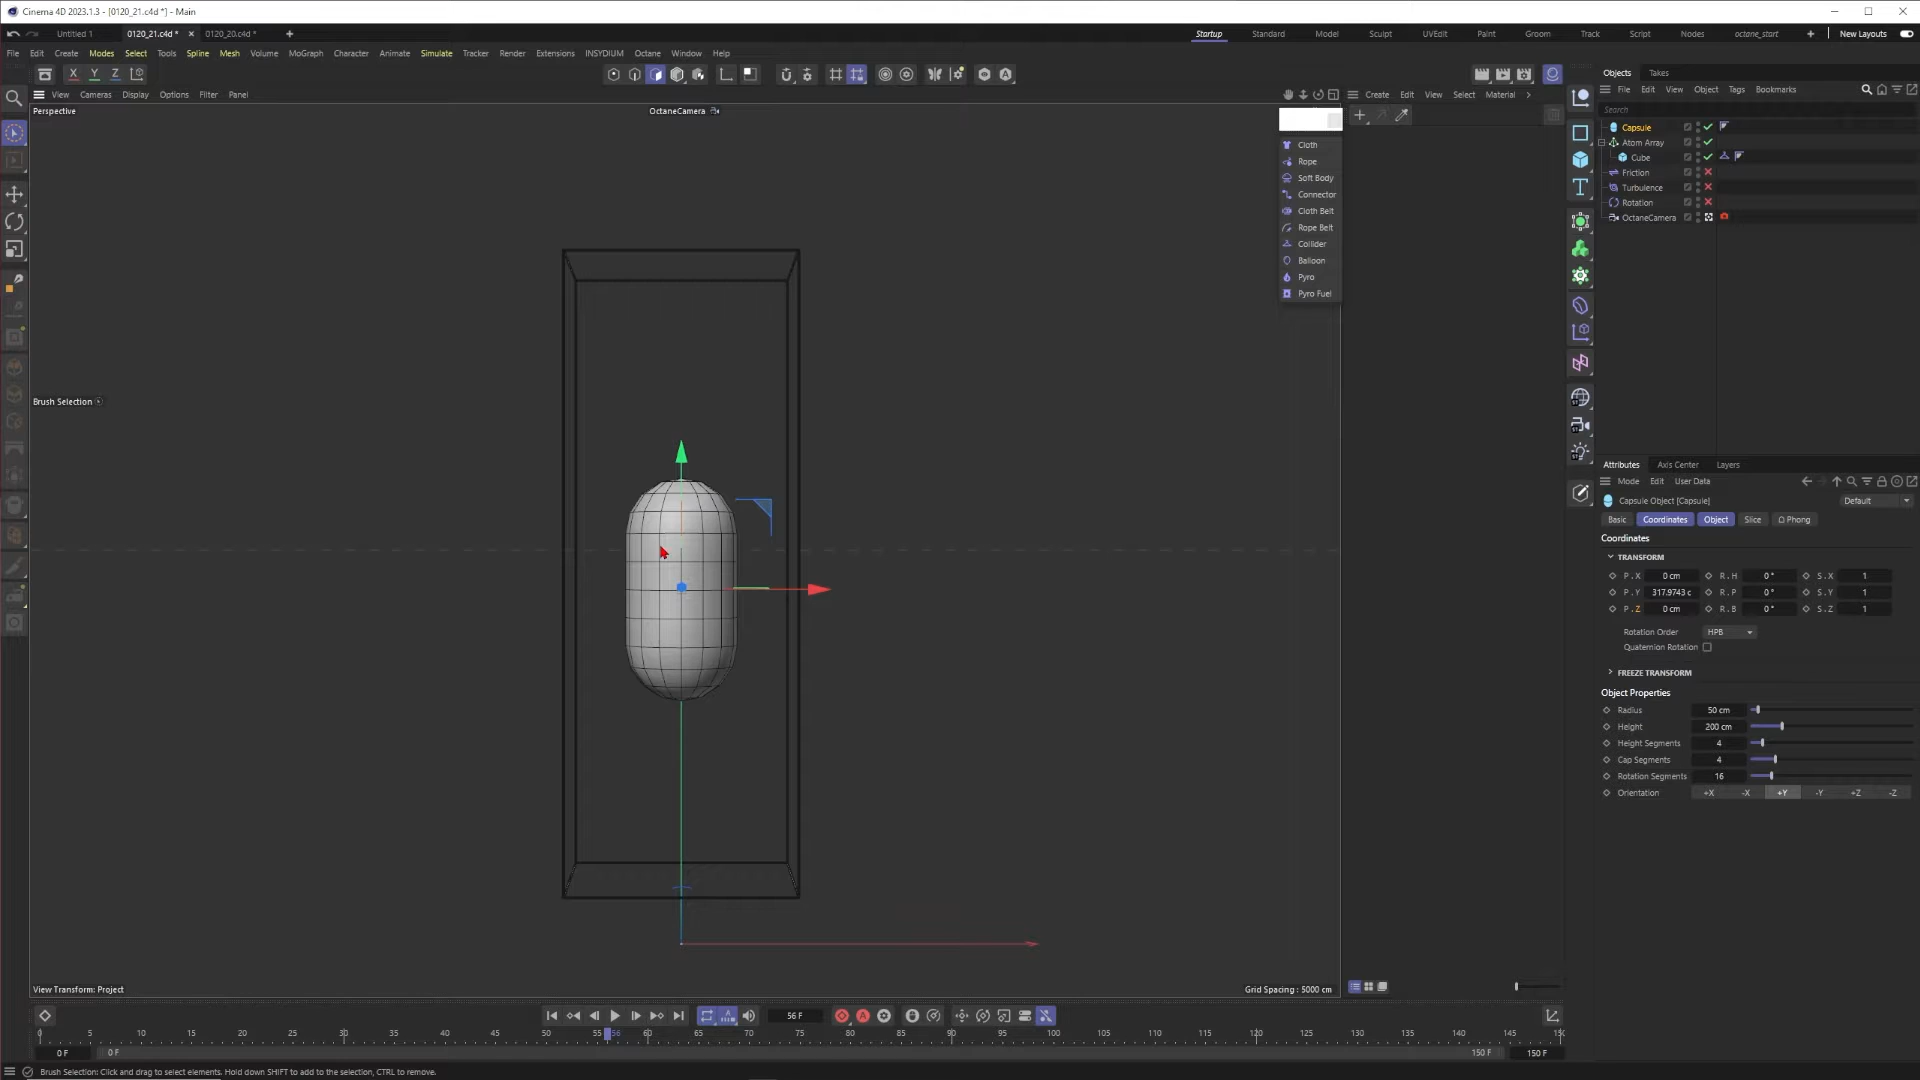 Cinema 4D 2023.1.3 - [0120_21.c4d *] - Main
Untitled 1
0120_21.c4d *
0120_20.c4d *
Startup
Standard
Model
Sculpt
UVEdit
Paint
Groom
Track
Script
Nodes
octane_start
New Layouts
File Edit Create Modes Select Tools Spline Mesh Volume MoGraph Character Animate Simulate Tracker Render Extensions INSYDIUM Octane Window Help
X Y Z
View Cameras Display Options Filter Panel
Create Edit View Select Material
Perspective
OctaneCamera
Cloth
Rope
Soft Body
Connector
Cloth Belt
Rope Belt
Collider
Balloon
Pyro
Pyro Fuel
Brush Selection
View Transform: Project
Grid Spacing : 5000 cm
Objects Takes
File Edit View Object Tags Bookmarks
Search
Capsule
Atom Array
Cube
Friction
Turbulence
Rotation
OctaneCamera
Attributes Axis Center Layers
Mode Edit User Data
Capsule Object [Capsule]
Default
Basic Coordinates Object Slice Phong
Coordinates
TRANSFORM
P.X 0 cm R.H 0° S.X 1
P.Y 317.9743 c R.P 0° S.Y 1
P.Z 0 cm R.B 0° S.Z 1
Rotation Order HPB
Quaternion Rotation
FREEZE TRANSFORM
Object Properties
Radius 50 cm
Height 200 cm
Height Segments 4
Cap Segments 4
Rotation Segments 16
Orientation +X -X +Y -Y +Z -Z
56 F
0 5 10 15 20 25 30 35 40 45 50 55 56 60 65 70 75 80 85 90 95 100 105 110 115 120 125 130 135 140 145 150
0 F 0 F 150 F 150 F
Brush Selection: Click and drag to select elements. Hold down SHIFT to add to the selection, CTRL to remove.